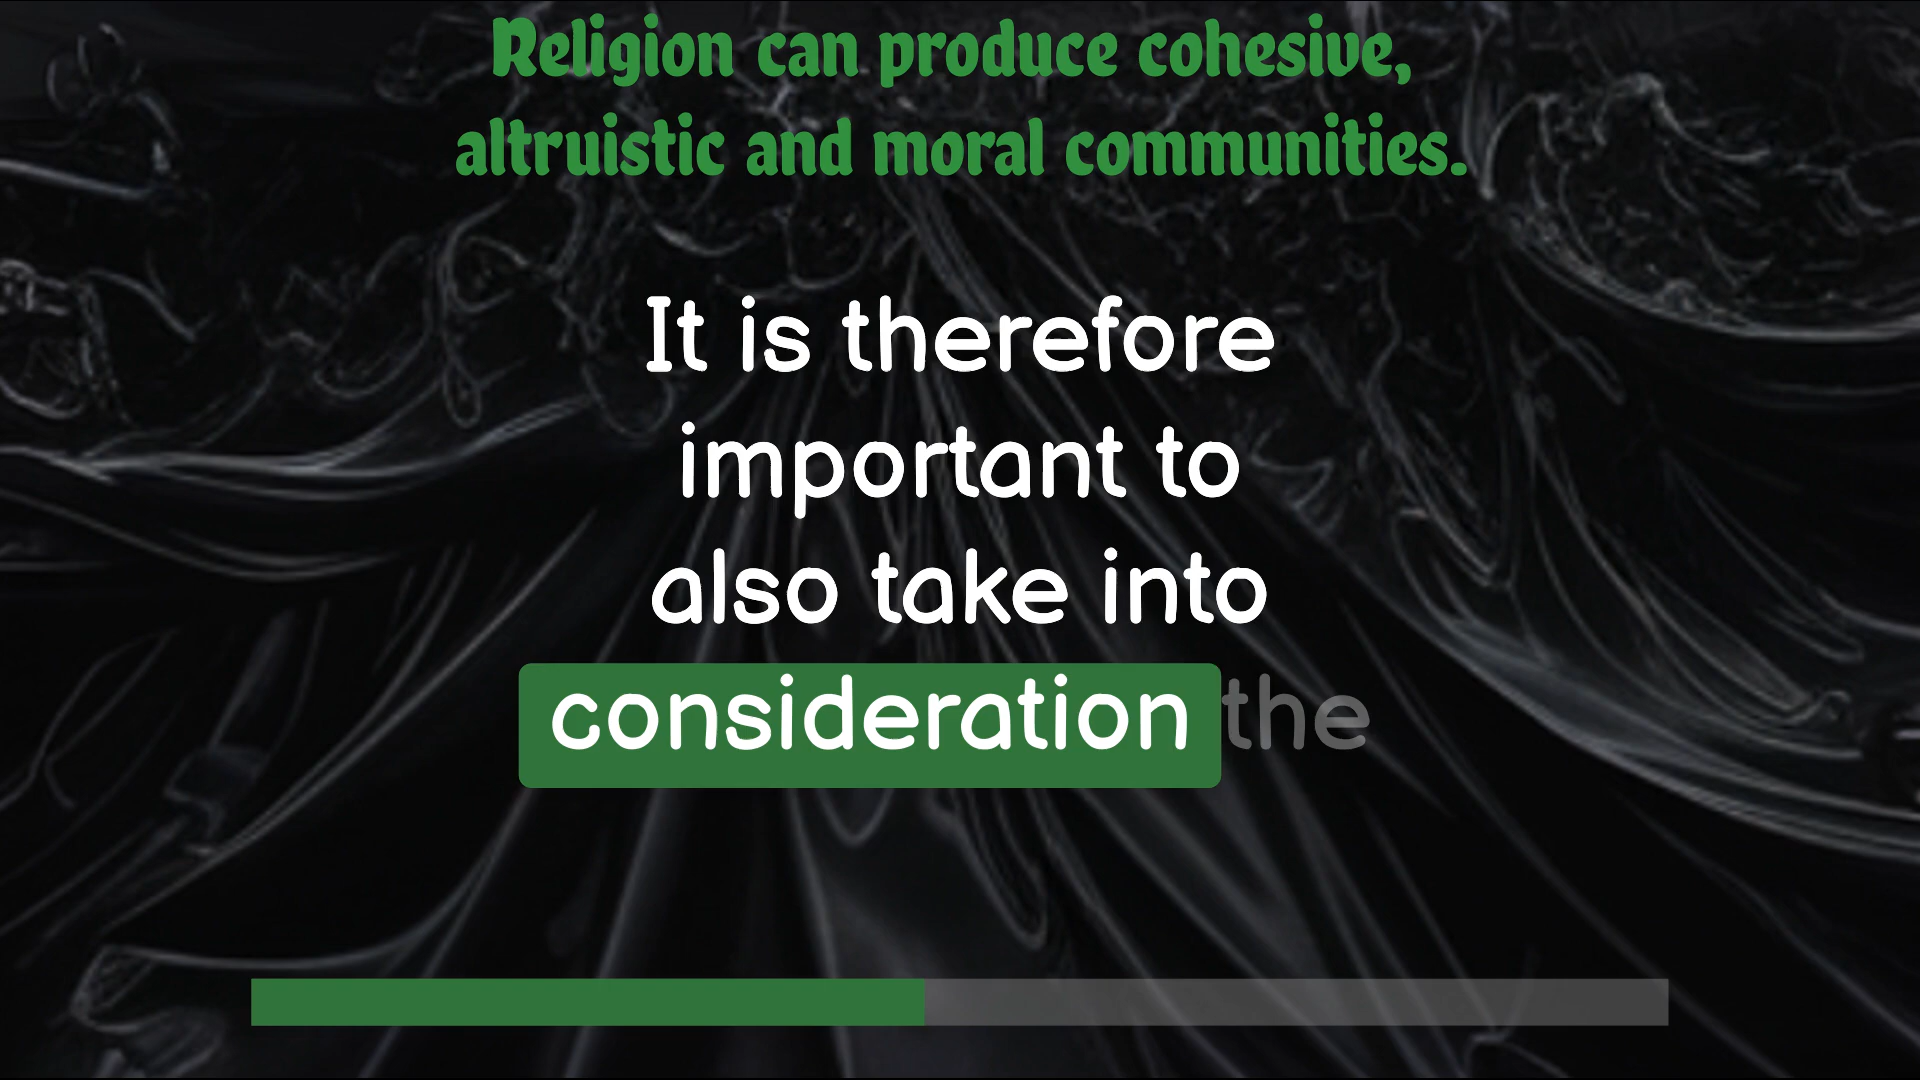 Religion can produce cohesive,
altruistic and moral communities.
It is therefore
important to
also take into
consideration the